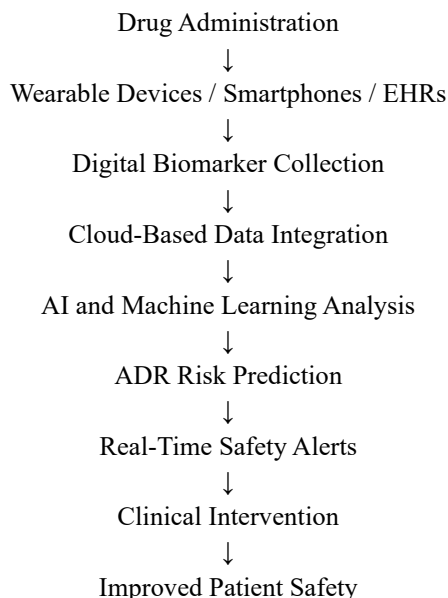 Drug Administration
↓
Wearable Devices / Smartphones / EHRs
↓
Digital Biomarker Collection
↓
Cloud-Based Data Integration
↓
AI and Machine Learning Analysis
↓
ADR Risk Prediction
↓
Real-Time Safety Alerts
↓
Clinical Intervention
↓
Improved Patient Safety